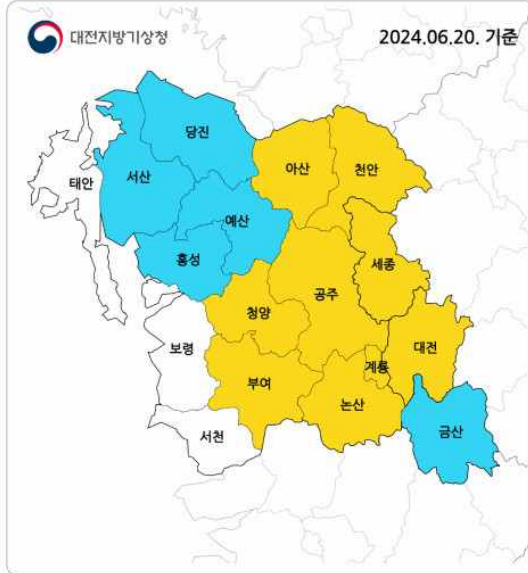 대전지방기상청
2024.06.20. 기준
당진
아산
천안
태안
서산
예산
홍성
세종
공주
청양
보령
대전
계룡
부여
논산
서천
금산